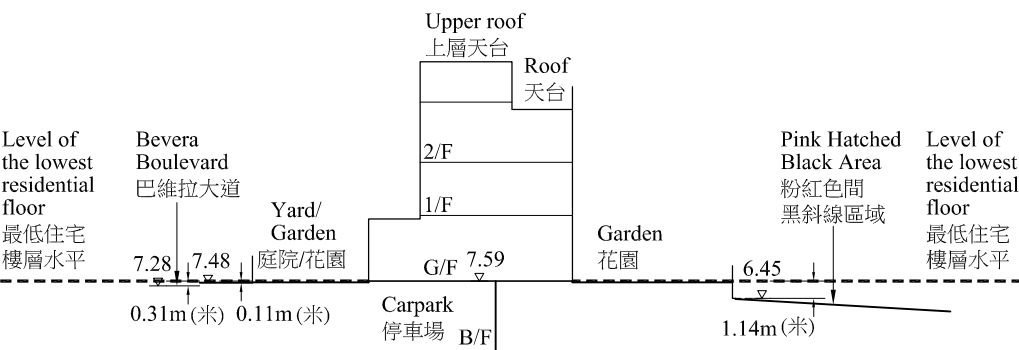 Upper roof
上層天台
Roof
天台
2/F
1/F
G/F
7.59
Carpark
停車場
B/F
Level of
the lowest
residential
floor
最低住宅
樓層水平
Bevera
Boulevard
巴維拉大道
Yard/
Garden
庭院/花園
7.28
7.48
0.31m(米)
0.11m(米)
Garden
花園
Pink Hatched
Black Area
粉紅色間
黑斜線區域
6.45
1.14m(米)
Level of
the lowest
residential
floor
最低住宅
樓層水平